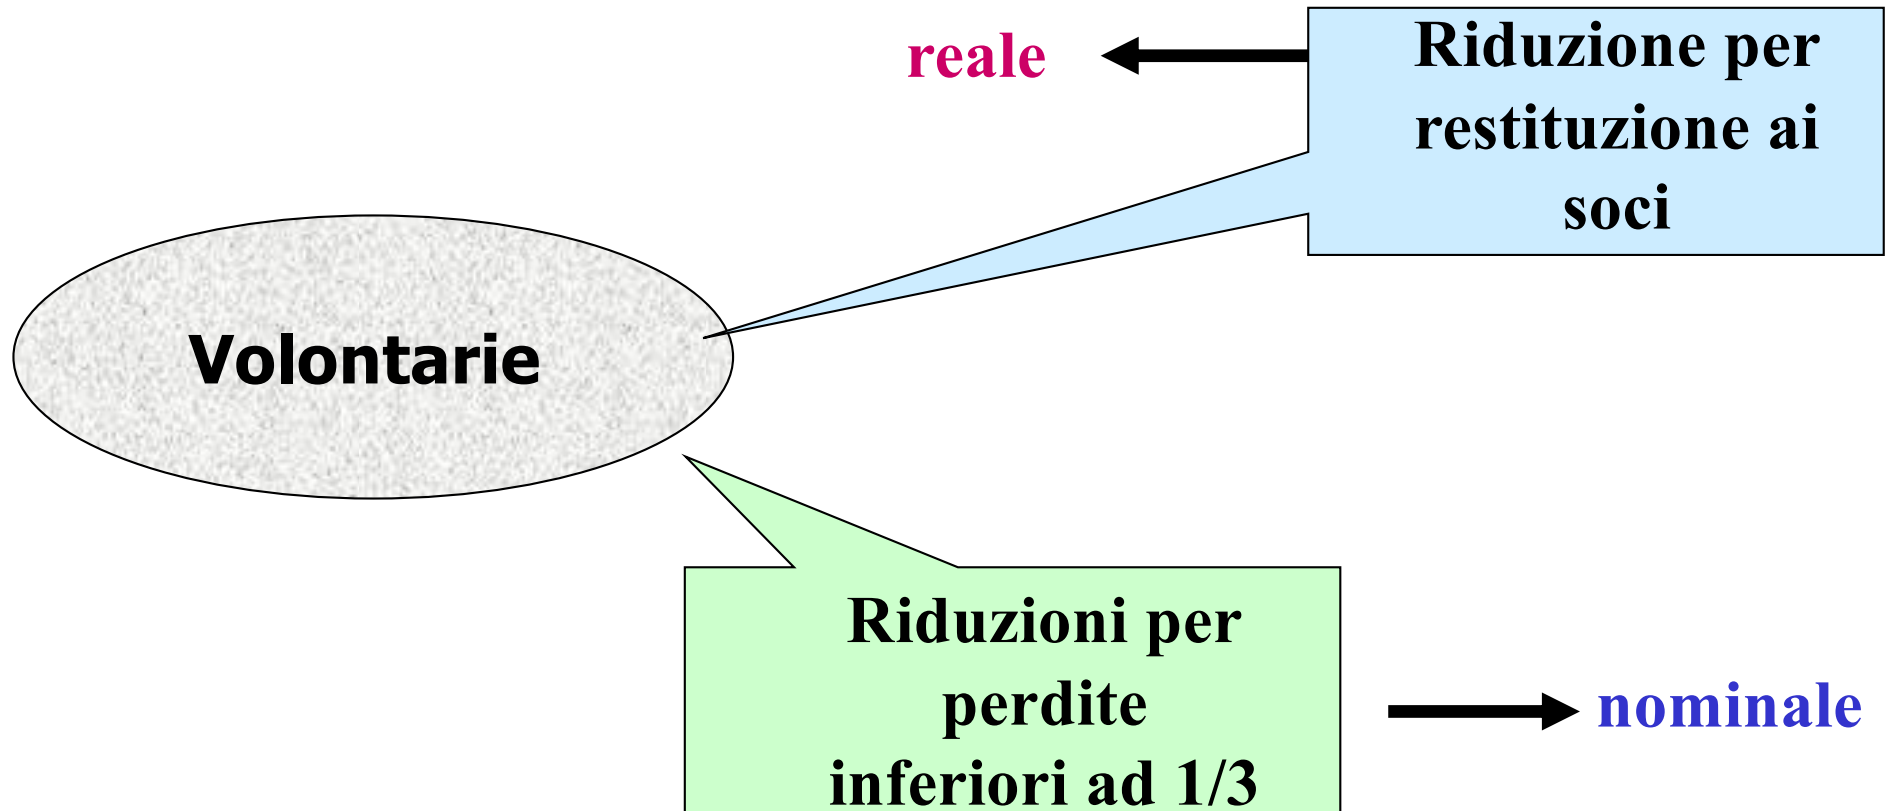 reale
Riduzione per
restituzione ai
soci
Volontarie
Riduzioni per
perdite
inferiori ad 1/3
nominale